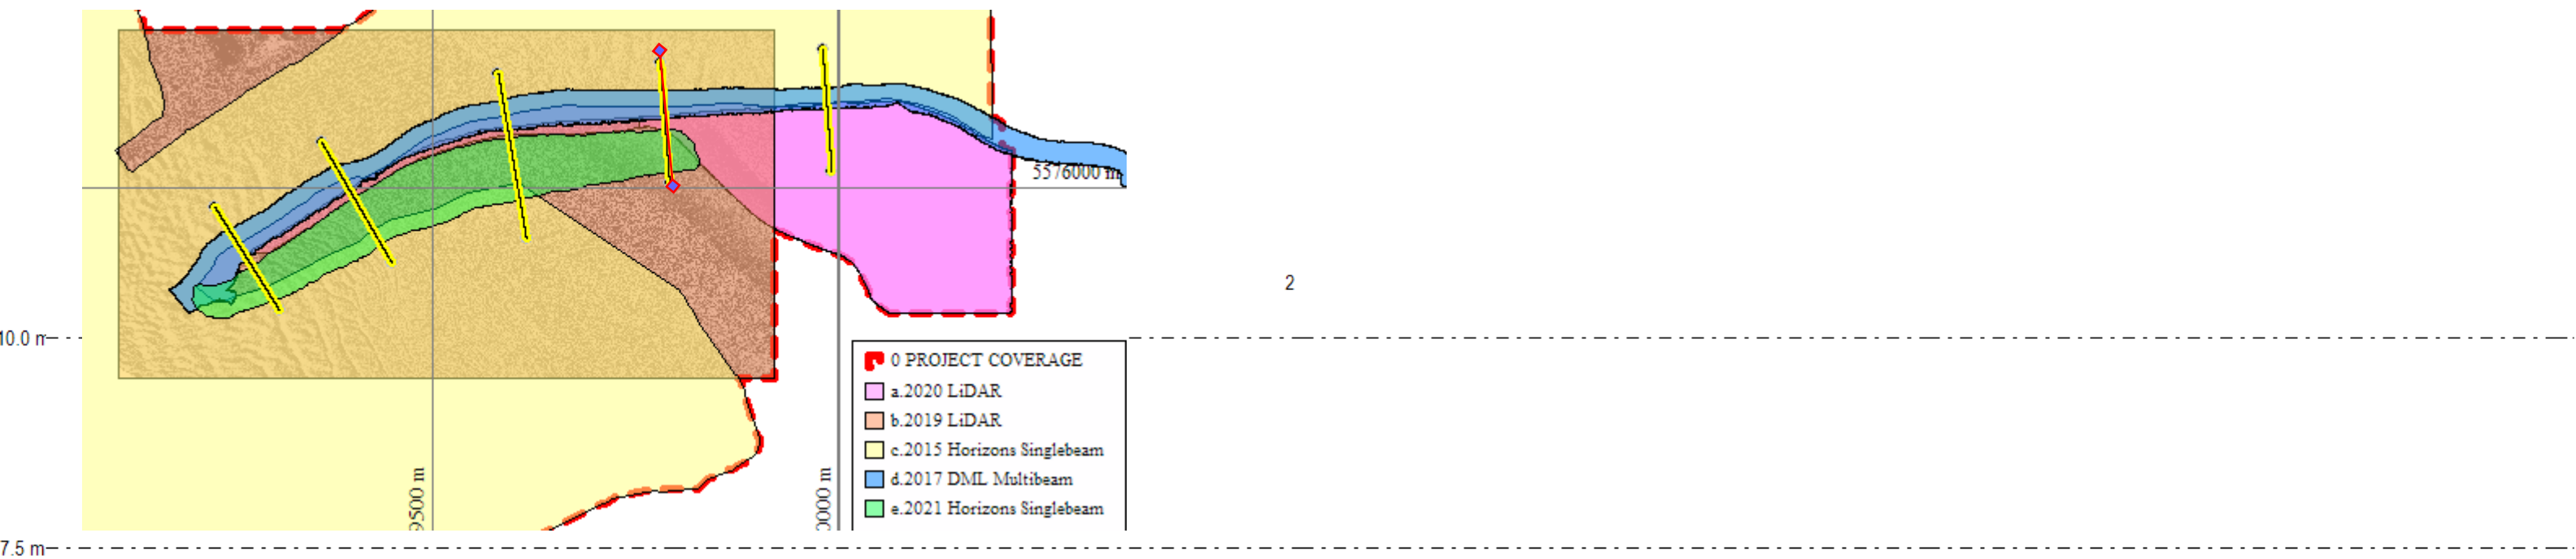 5576000 m
2
10.0 m
0 PROJECT COVERAGE
a.2020 LiDAR
b.2019 LiDAR
c.2015 Horizons Singlebeam
d.2017 DML Multibeam
e.2021 Horizons Singlebeam
9500 m
0000 m
7.5 m